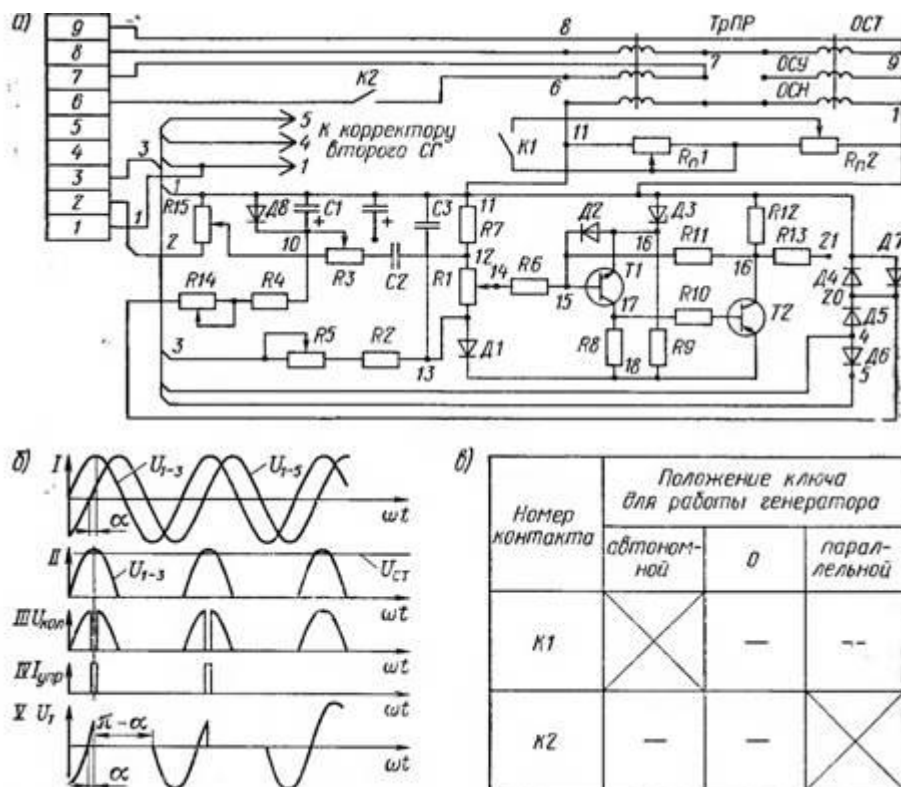 а)
9
8
7
6
5
4
3
2
1
8
ТрПР
ОСТ
7
9
ОСУ
6
ОСН
К2
5
К корректору
4
второго СГ
1
3
1
1
2
11
К1
Rп1
Rп2
1
R15
Д8
С1
+
+
С3
11
R7
Д2
16
Д3
R12
R11
R13
21
10
R3
С2
12
R1
14
R6
15
Т1
16
Д4
Д7
20
R14
R4
17
R10
Т2
Д5
4
3
R5
R2
13
Д1
R8
18
R9
Д6
5
б)
I
U1-3
U1-5
ωt
α
II
U1-3
Uст
ωt
III Uкол
ωt
IV Iупр
ωt
V U1
π-α
ωt
α
в)
Номер контакта
Положение ключа
для работы генератора
автоном-
ной
0
парал-
лельной
К1
—
--
К2
—
—